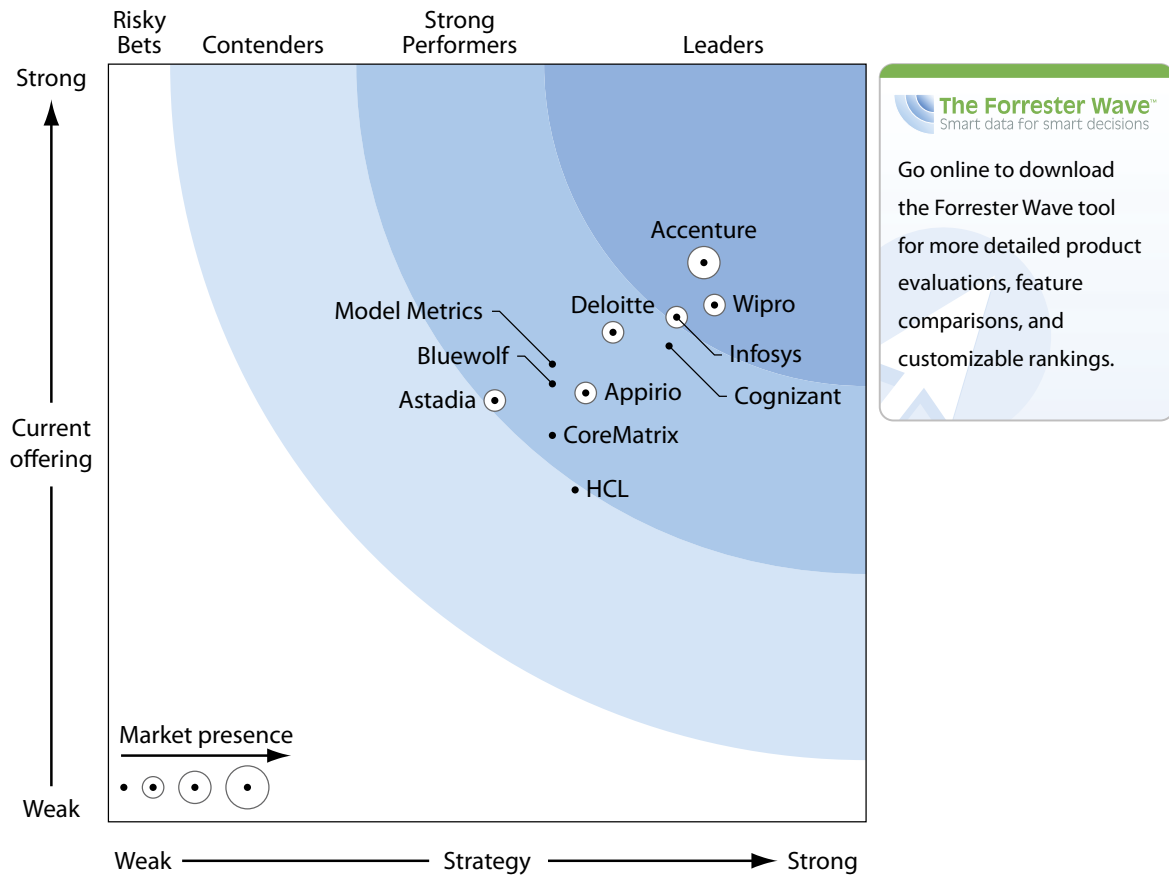 Risky
Bets
Contenders
Strong
Performers
Leaders
Strong
Current
offering
Weak
Accenture
Wipro
Deloitte
Infosys
Model Metrics
Bluewolf
Cognizant
Astadia
Appirio
CoreMatrix
HCL
Market presence
Weak
Strategy
Strong
The Forrester Wave™
Smart data for smart decisions
Go online to download
the Forrester Wave tool
for more detailed product
evaluations, feature
comparisons, and
customizable rankings.